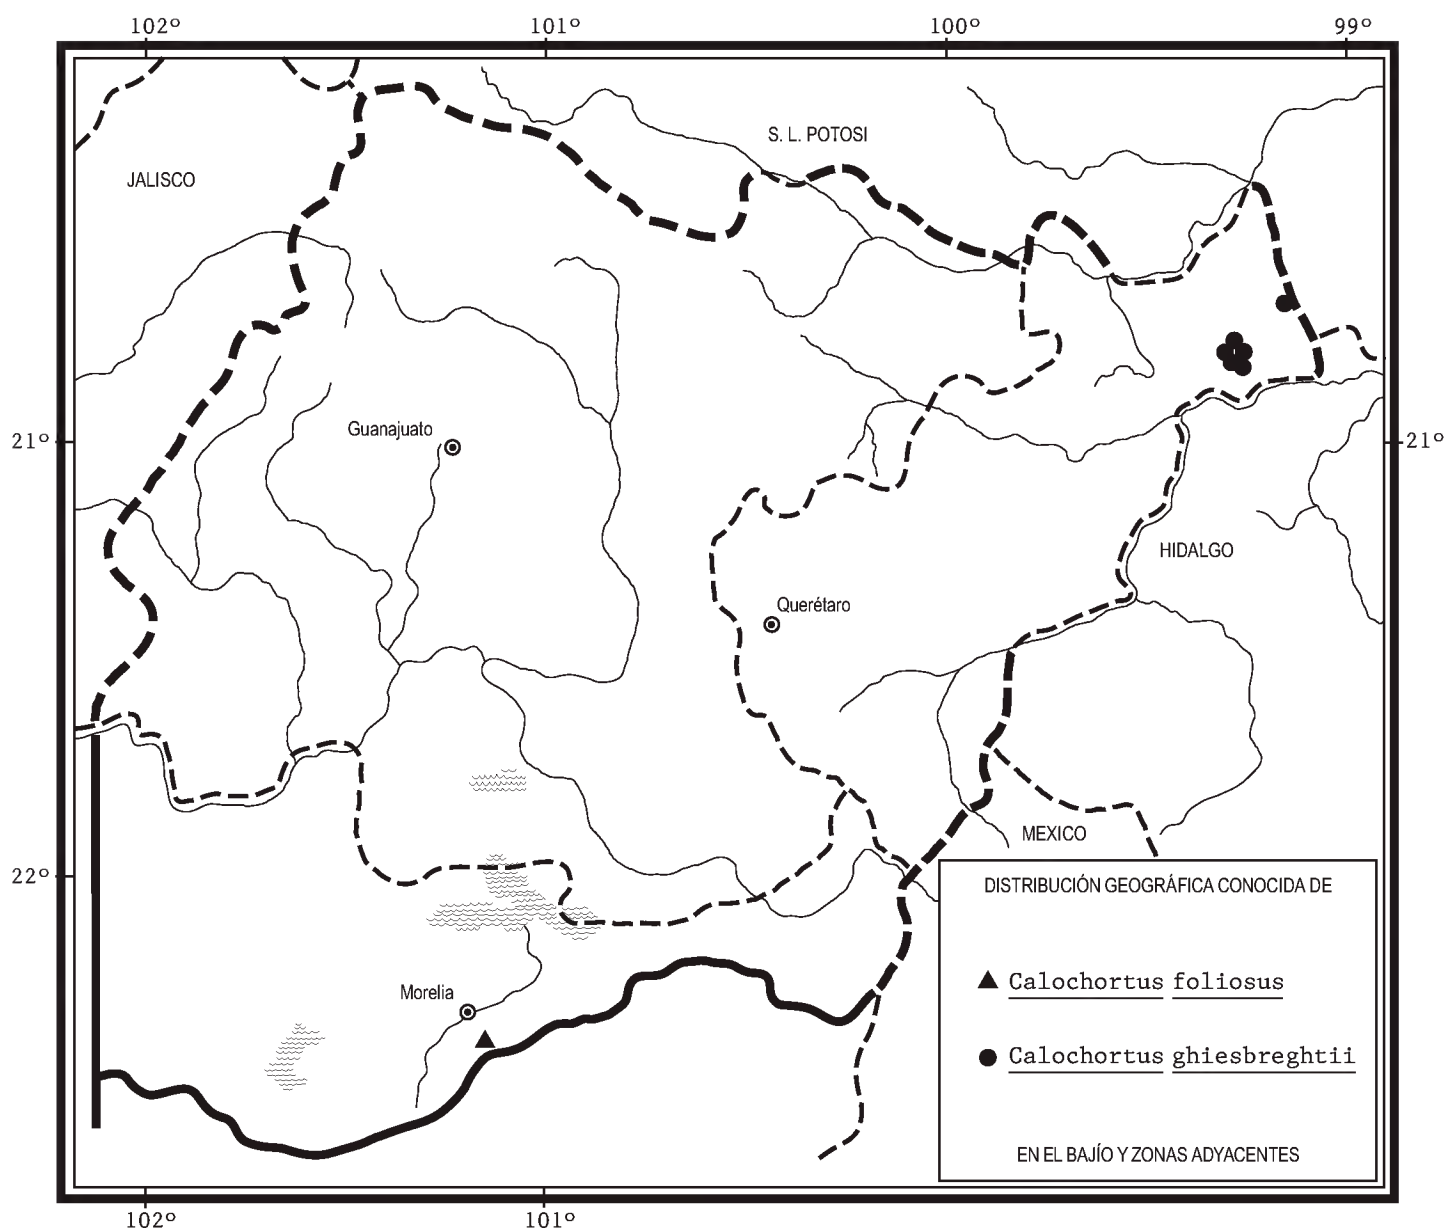 102º 101º 100º 99º
S. L. POTOSI
JALISCO
Guanajuato
21º 21º
HIDALGO
Querétaro
MEXICO
22º
DISTRIBUCIÓN GEOGRÁFICA CONOCIDA DE
Calochortus foliosus
Morelia
Calochortus ghiesbreghtii
EN EL BAJÍO Y ZONAS ADYACENTES
102º 101º